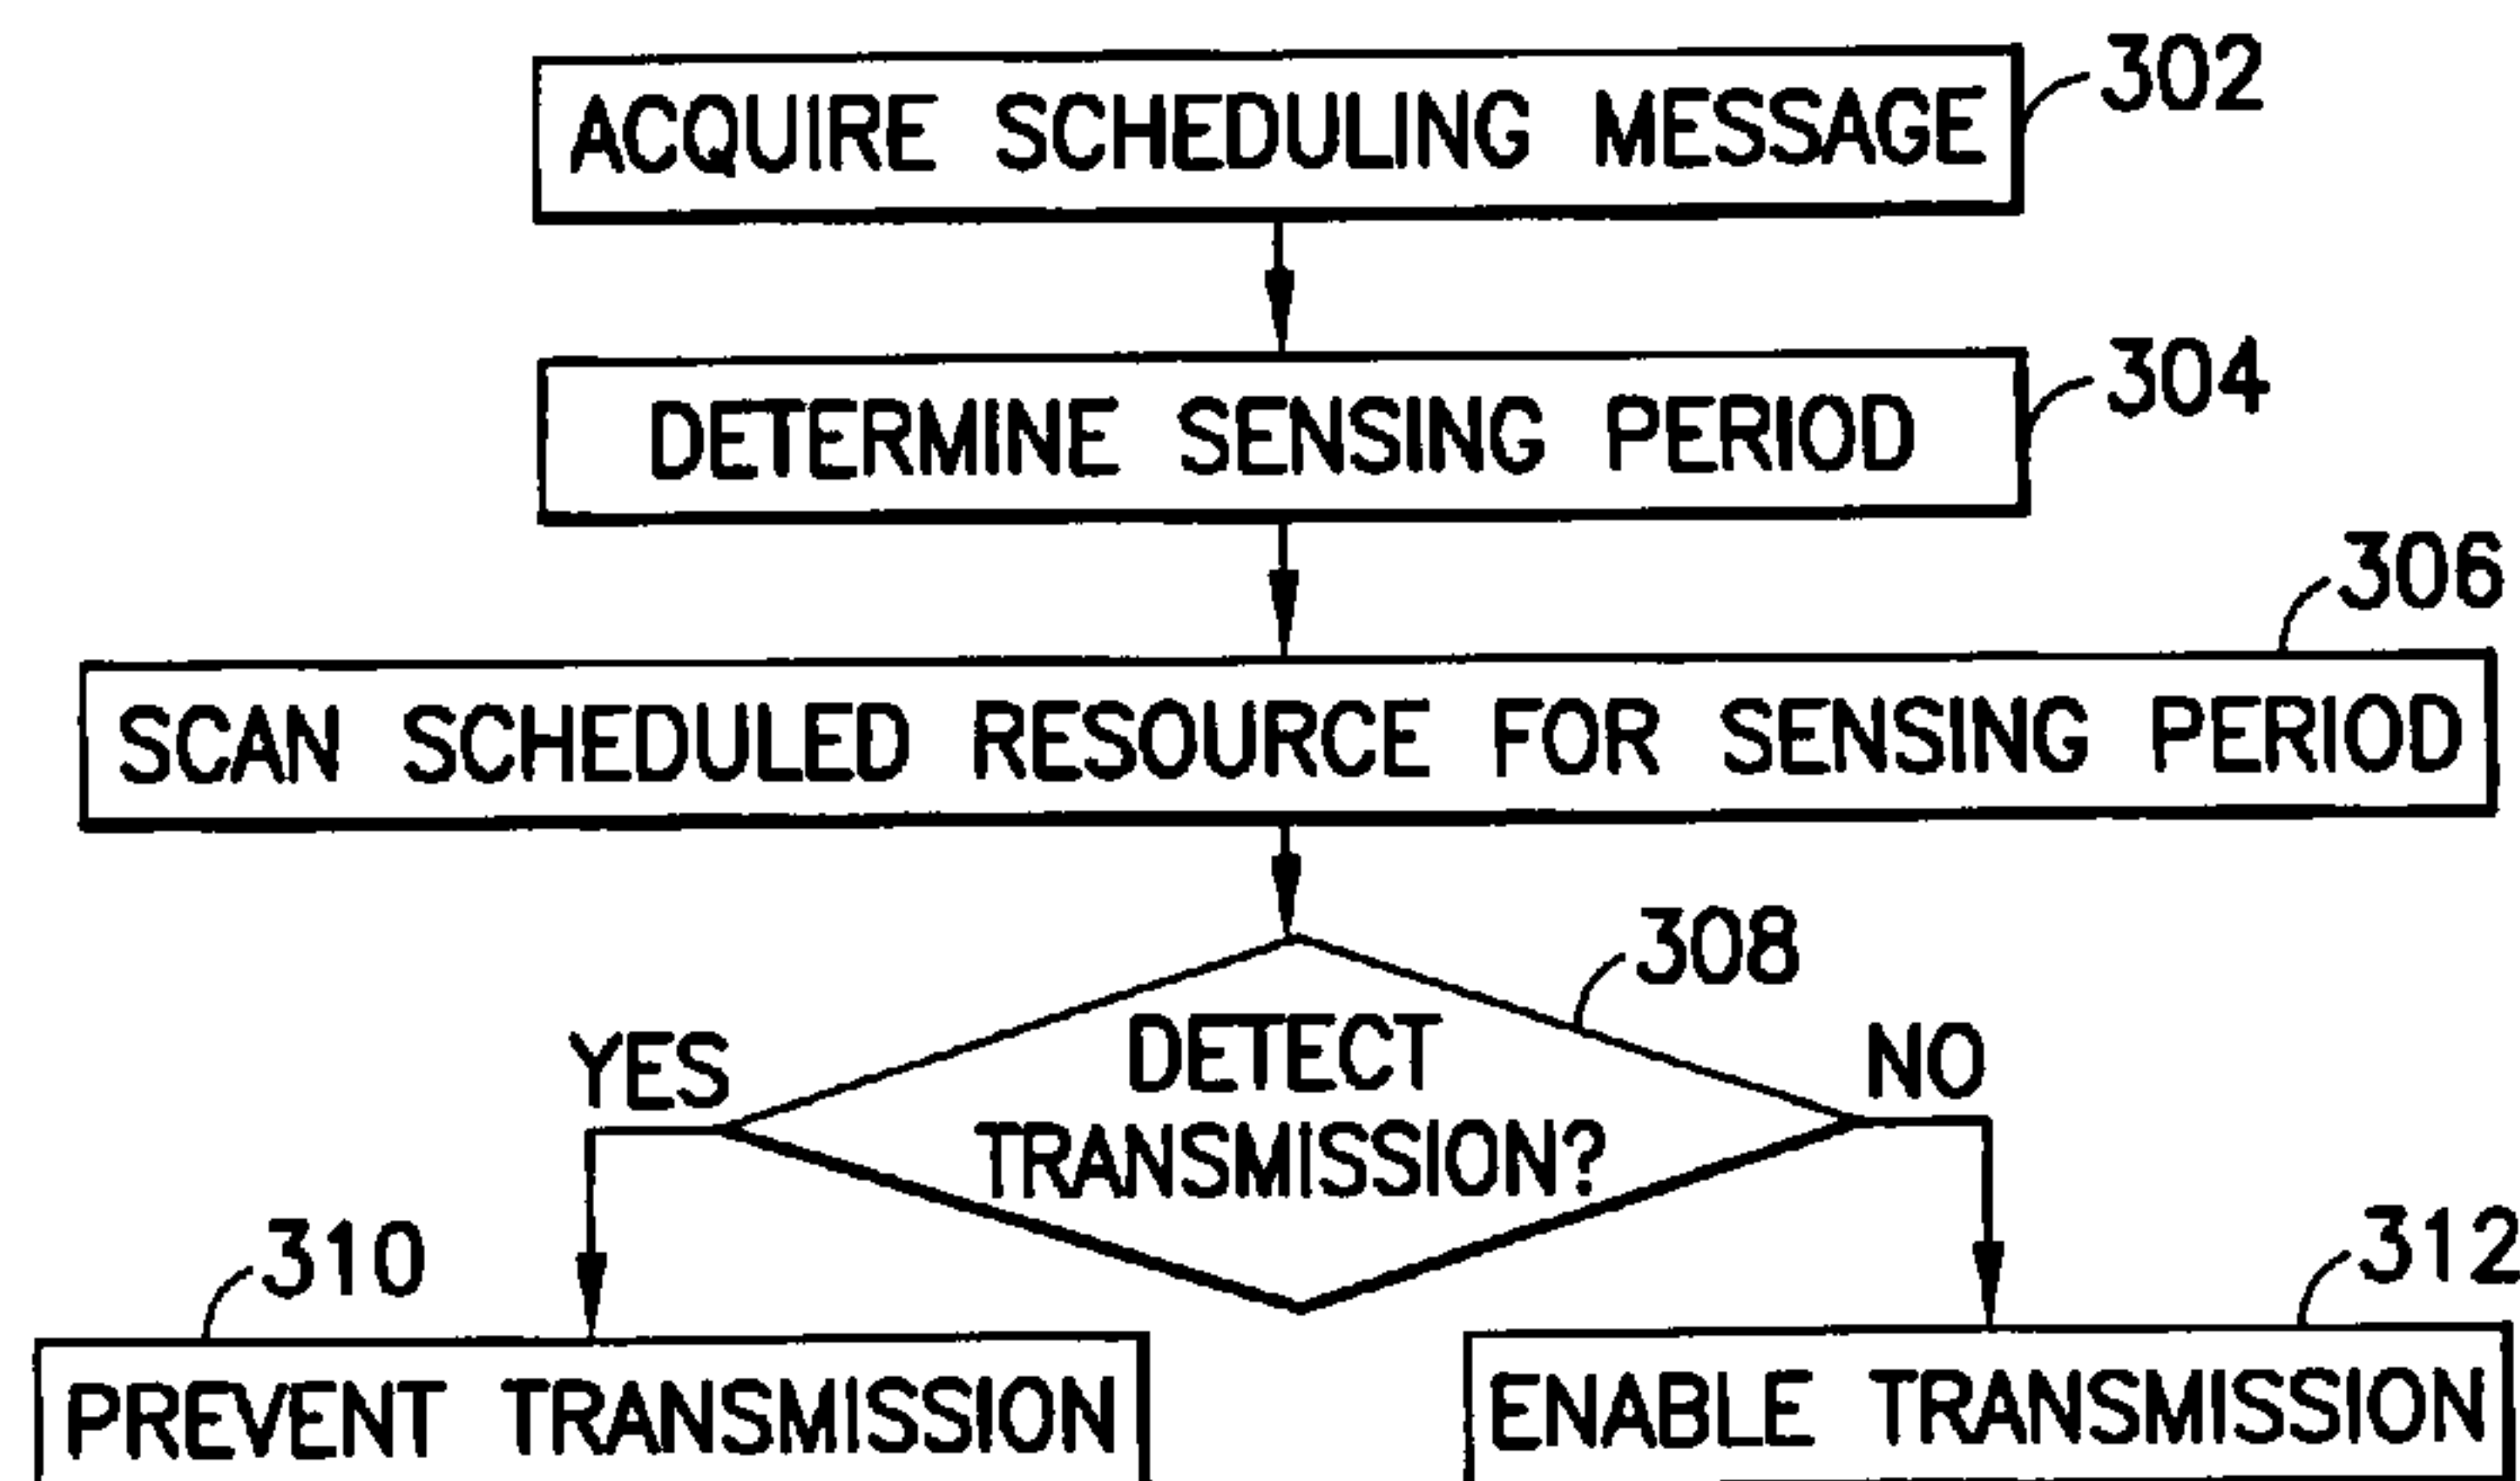 302
ACQUIRE SCHEDULING MESSAGE
304
DETERMINE SENSING PERIOD
306
SCAN SCHEDULED RESOURCE FOR SENSING PERIOD
308
DETECT
TRANSMISSION?
YES
NO
310
PREVENT TRANSMISSION
312
ENABLE TRANSMISSION